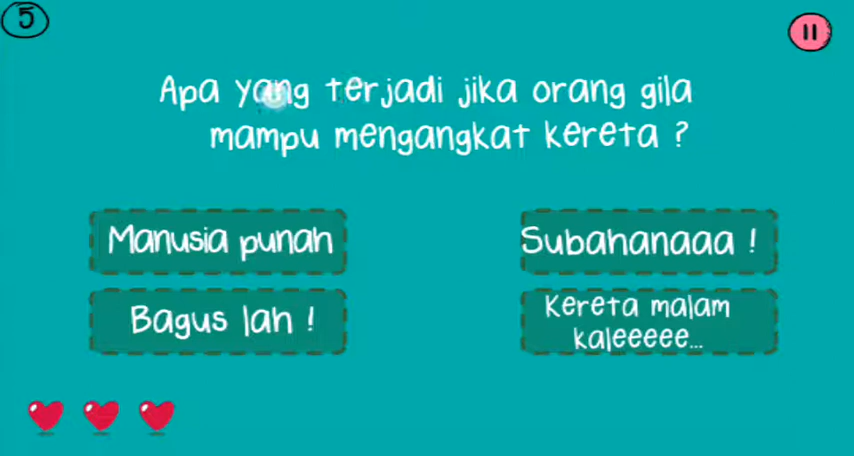 5
Apa yang terjadi jika orang gila
mampu mengangkat kereta ?
Manusia punah
Subahanaaa !
Bagus lah !
Kereta malam
kaleeeee...